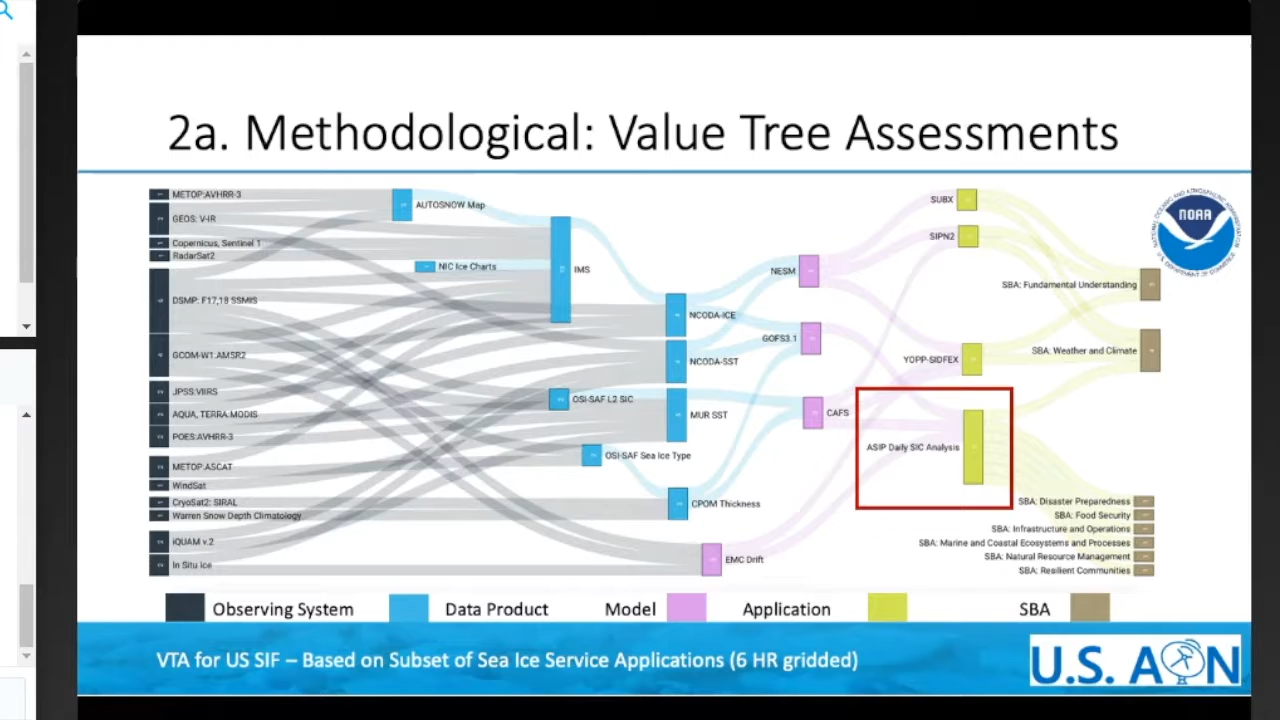 2a. Methodological: Value Tree Assessments
METOP:AVHRR-3
GEOS: V-IR
Copernicus, Sentinel 1
RadarSat2
DSMP: F17,18 SSMIS
GCOM-W1.AMSR2
JPSS:VIIRS
AQUA, TERRA.MODIS
POES:AVHRR-3
METOP:ASCAT
WindSat
CryoSat2: SIRAL
Warren Snow Depth Climatology
iQUAM v.2
In Situ Ice
AUTOSNOW Map
NIC Ice Charts
IMS
OSI-SAF L2 SIC
OSI-SAF Sea Ice Type
NCODA-ICE
NCODA-SST
MUR SST
CPOM Thickness
EMC Drift
NESM
GOFS3.1
CAFS
SUBX
SIPN2
YOPP-SIDFEX
ASIP Daily SIC Analysis
SBA: Fundamental Understanding
SBA: Weather and Climate
SBA: Disaster Preparedness
SBA: Food Security
SBA: Infrastructure and Operations
SBA: Marine and Coastal Ecosystems and Processes
SBA: Natural Resource Management
SBA: Resilient Communities
NOAA
Observing System
Data Product
Model
Application
SBA
VTA for US SIF – Based on Subset of Sea Ice Service Applications (6 HR gridded)
U.S. AON